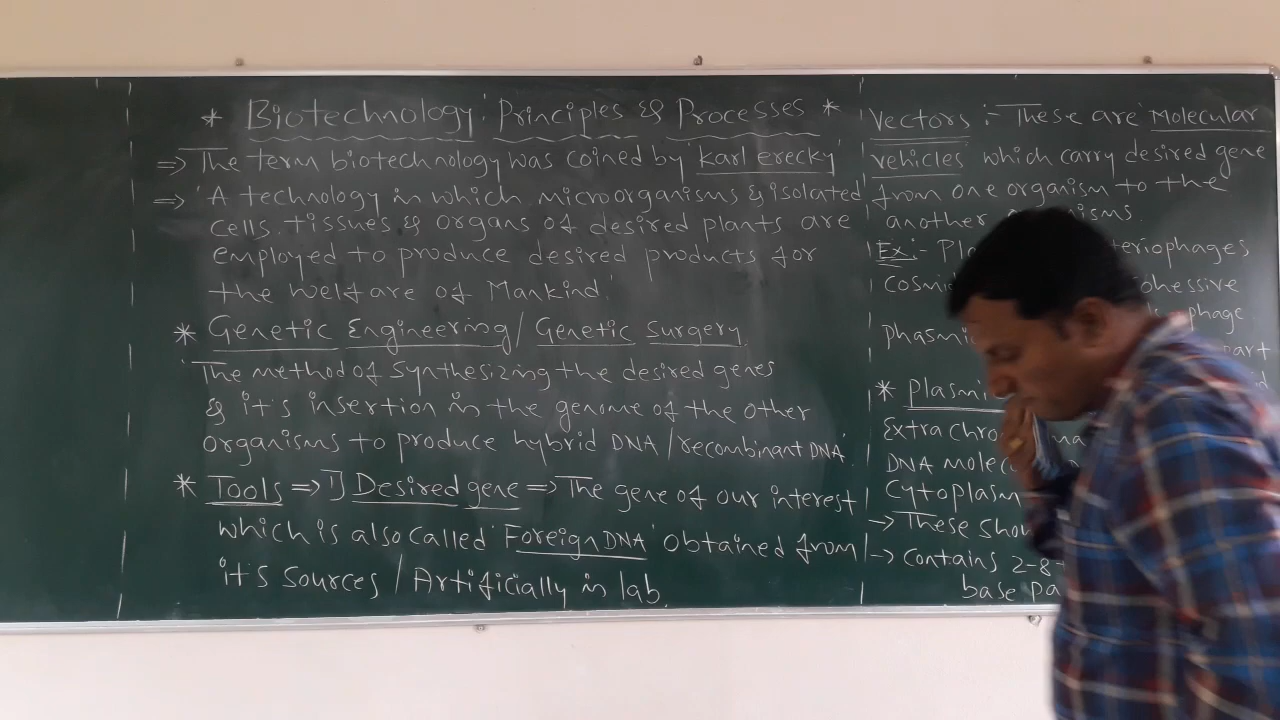 * Biotechnology: Principles & Processes *
=> The term biotechnology was coined by 'Karl erecky'
=> 'A technology in which microorganisms & isolated
cells, tissues & organs of desired plants are
employed to produce desired products for
the welfare of Mankind.'
* Genetic Engineering / Genetic Surgery
'The method of synthesizing the desired genes
& it's insertion in the genome of the other
organisms to produce hybrid DNA / recombinant DNA'.
* Tools => 1] Desired gene => The gene of our interest
which is also called 'Foreign DNA' obtained from
it's sources / Artificially in lab.
Vectors :- These are 'Molecular
vehicles' which carry desired gene
from one organism to the
another
Ex:-
phage
* Plasmi
Extra chro
DNA molec
Cytoplasm
-> These show
-> contains 2-8
base pa